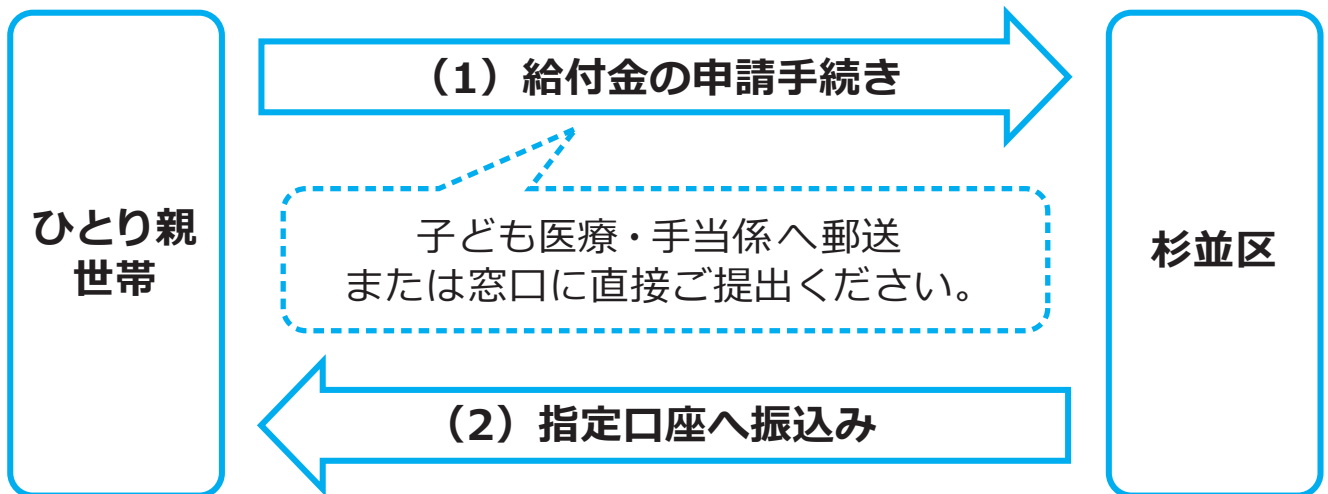 ひとり親
世帯
（1）給付金の申請手続き
子ども医療・手当係へ郵送
または窓口に直接ご提出ください。
（2）指定口座へ振込み
杉並区